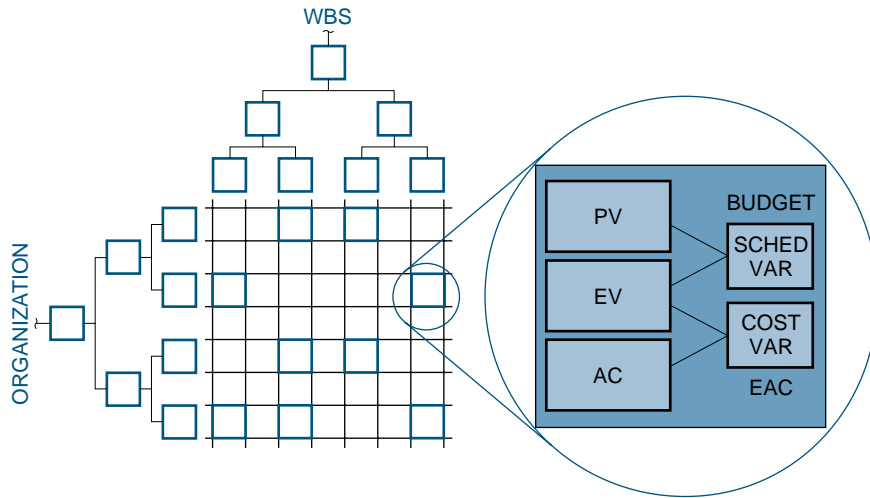 WBS
ORGANIZATION
PV
EV
AC
BUDGET
SCHED
VAR
COST
VAR
EAC